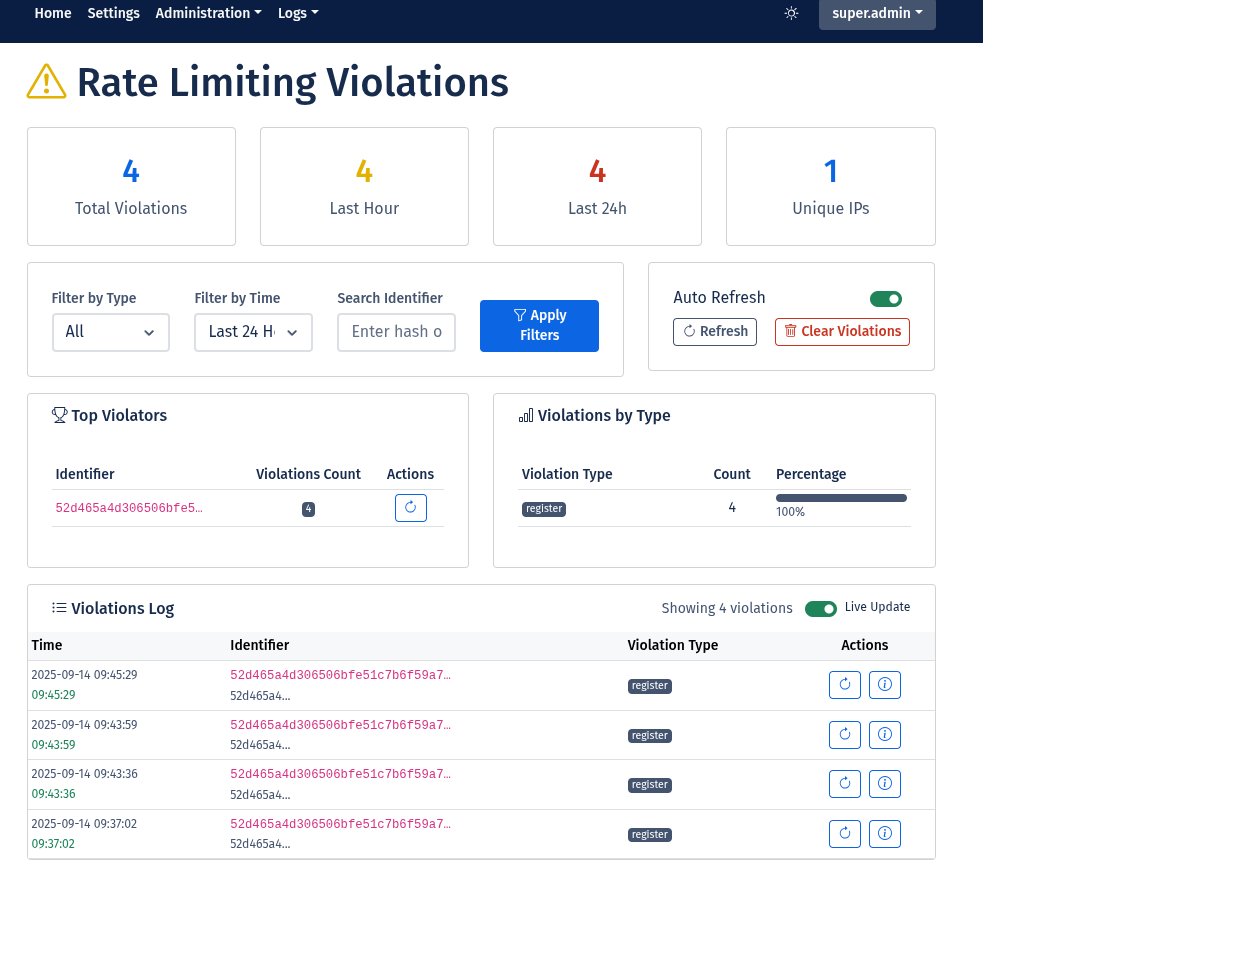 Home Settings Administration Logs super.admin
Rate Limiting Violations
4 4 4 1
Total Violations Last Hour Last 24h Unique IPs
Filter by Type Filter by Time Search Identifier Auto Refresh
All Last 24 H Enter hash o Apply Filters Refresh Clear Violations
Top Violators Violations by Type
Identifier Violations Count Actions Violation Type Count Percentage
52d465a4d306506bfe5… 4 register 4 100%
Violations Log Showing 4 violations Live Update
Time Identifier Violation Type Actions
2025-09-14 09:45:29 52d465a4d306506bfe51c7b6f59a7… register
09:45:29 52d465a4...
2025-09-14 09:43:59 52d465a4d306506bfe51c7b6f59a7… register
09:43:59 52d465a4...
2025-09-14 09:43:36 52d465a4d306506bfe51c7b6f59a7… register
09:43:36 52d465a4...
2025-09-14 09:37:02 52d465a4d306506bfe51c7b6f59a7… register
09:37:02 52d465a4...